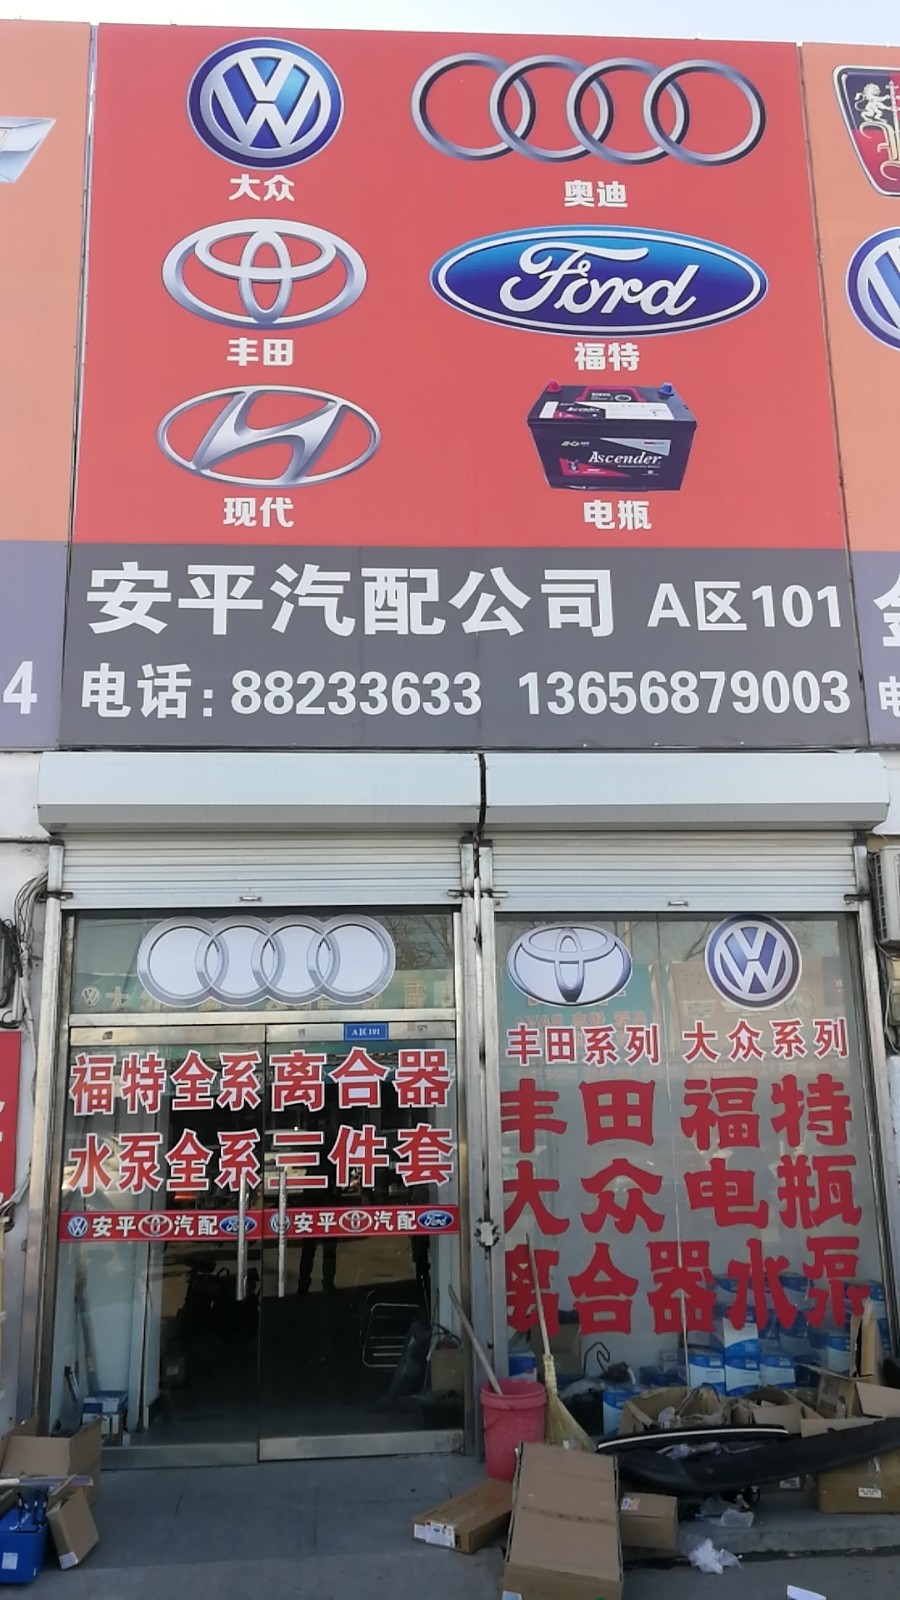 大众 奥迪
Ford
丰田 福特
Ascender
现代 电瓶
安平汽配公司 A区101
4 电话:88233633 13656879003
A区101
丰田系列 大众系列
福特全系离合器
水泵全系三件套
安平 汽配 Ford 安平 汽配 Ford
丰田 福特
大众 电瓶
离合器水泵